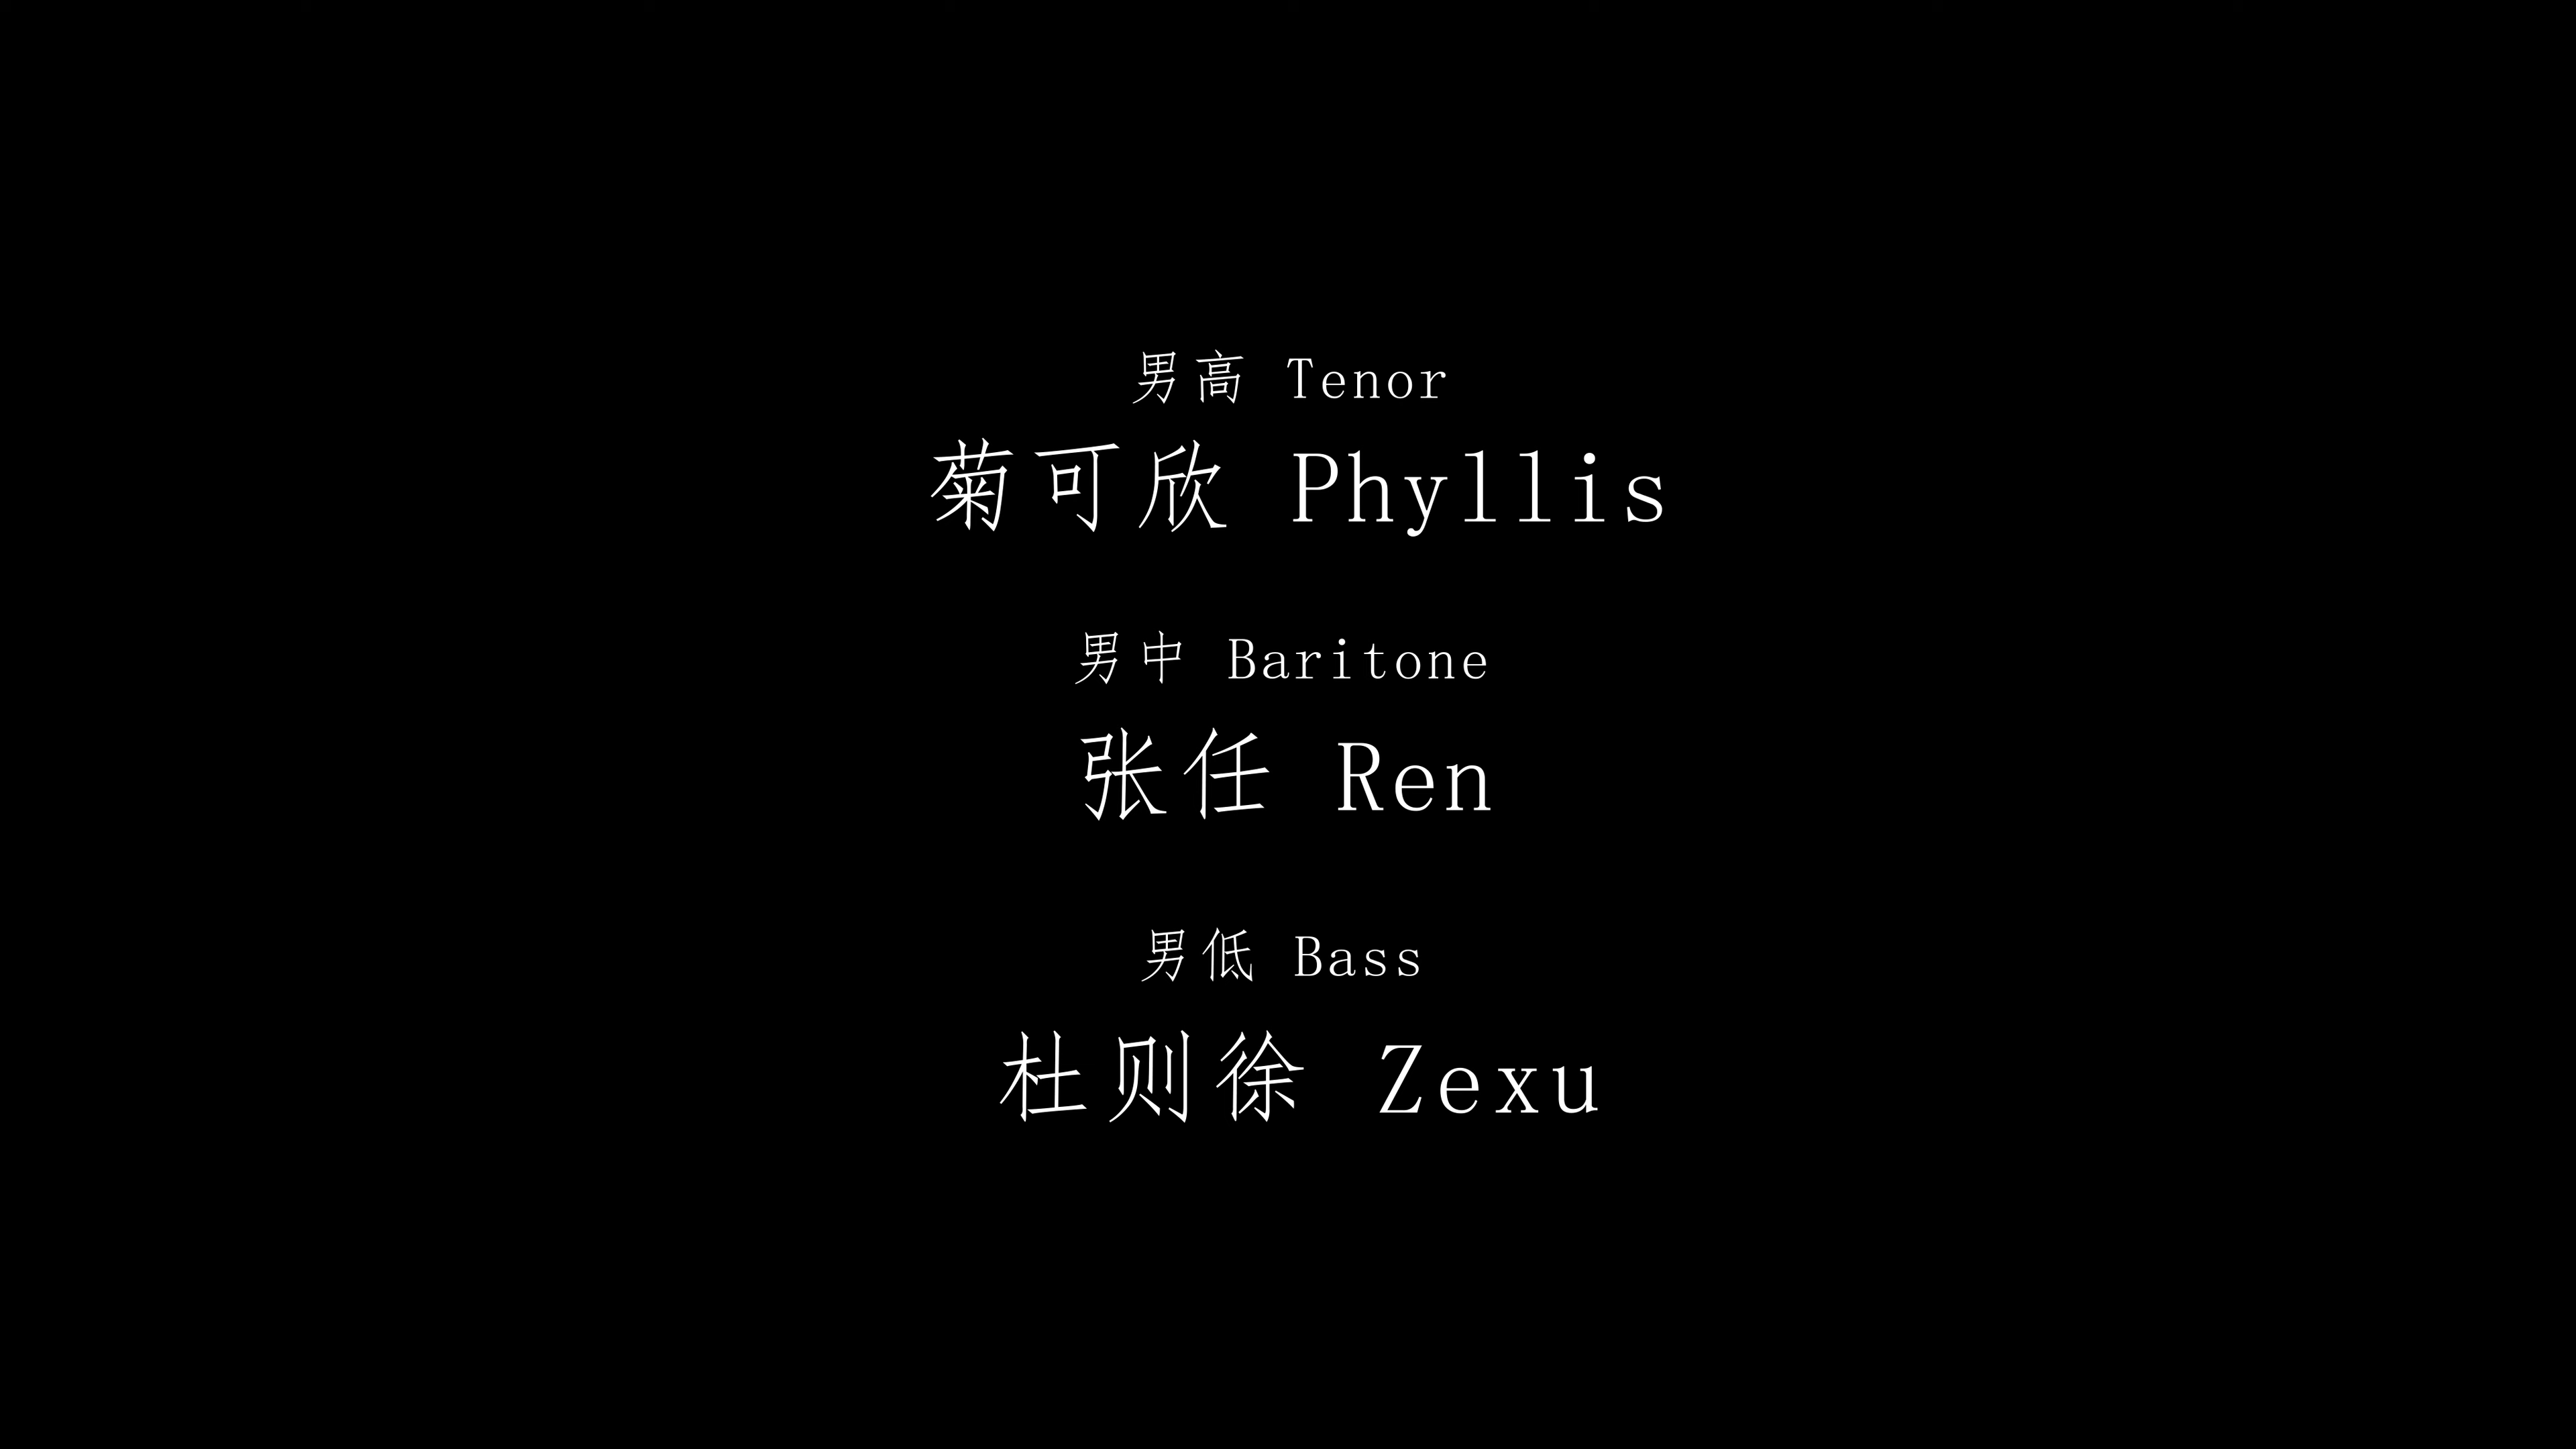 男高 Tenor
菊可欣 Phyllis
男中 Baritone
张任 Ren
男低 Bass
杜则徐 Zexu